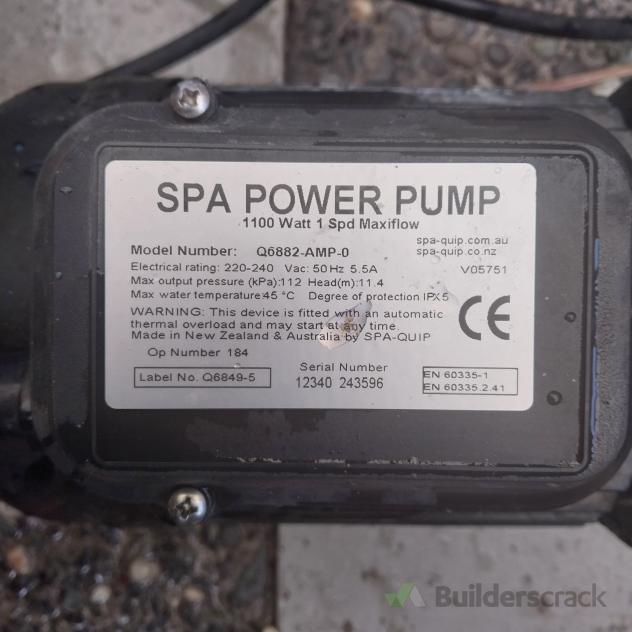 SPA POWER PUMP
1100 Watt 1 Spd Maxiflow
spa-quip.com.au
Model Number: Q6882-AMP-0 spa-quip.co.nz
Electrical rating: 220-240 Vac: 50Hz 5.5A V05751
Max output pressure (kPa):112 Head(m):11.4
Max water temperature:45 °C Degree of protection IPX5
WARNING: This device is fitted with an automatic
thermal overload and may start at any time.
Made in New Zealand & Australia by SPA-QUIP
CE
Op Number 184
Serial Number
12340 243596
Label No. Q6849-5
EN 60335-1
EN 60335.2.41
Builderscrack